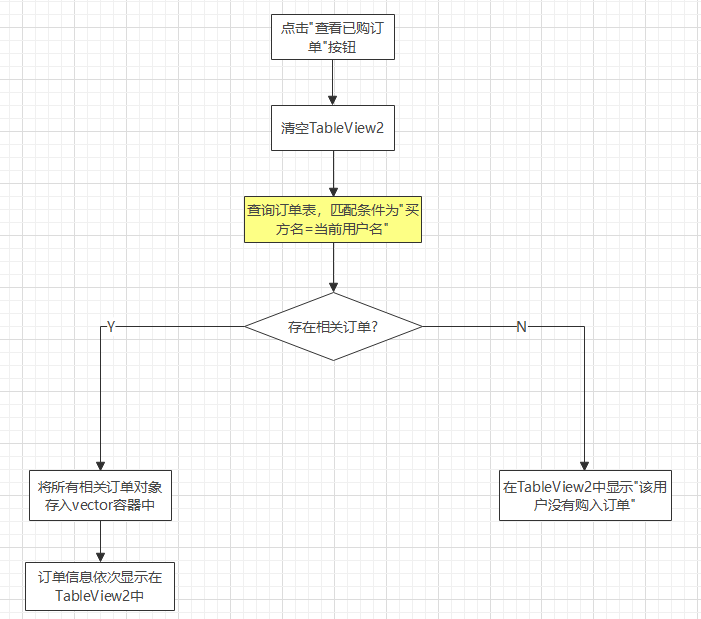 点击"查看已购订
单"按钮
清空TableView2
查询订单表，匹配条件为"买
方名=当前用户名"
存在相关订单?
Y
N
将所有相关订单对象
存入vector容器中
在TableView2中显示"该用
户没有购入订单"
订单信息依次显示在
TableView2中